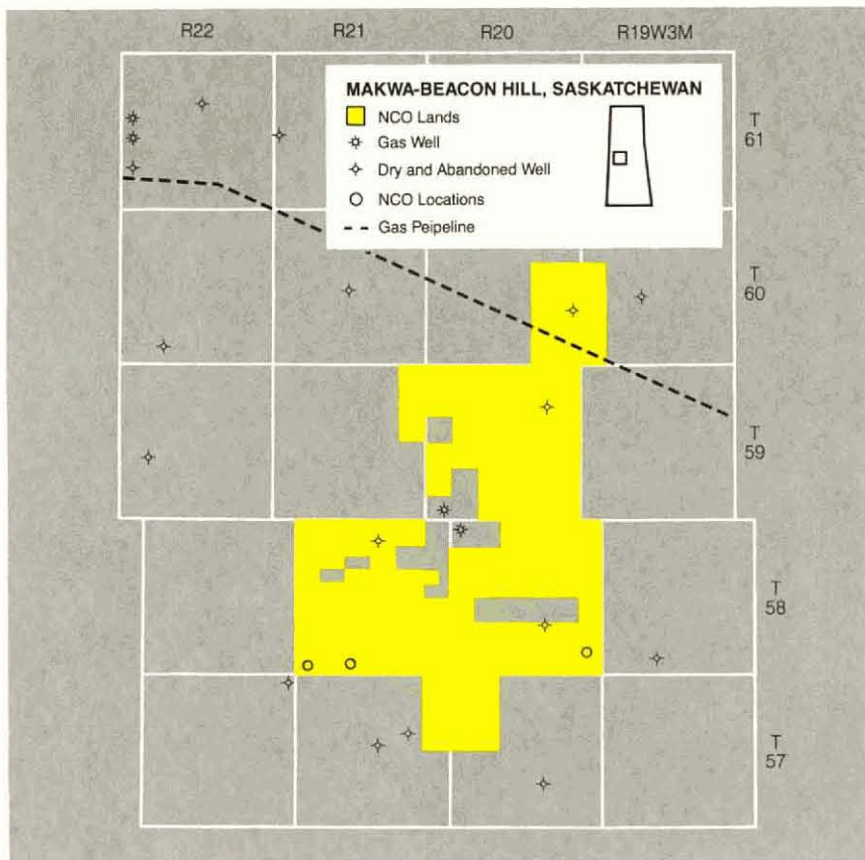 R22 R21 R20 R19W3M
MAKWA-BEACON HILL, SASKATCHEWAN
NCO Lands
Gas Well
Dry and Abandoned Well
NCO Locations
Gas Peipeline
T
61
T
60
T
59
T
58
T
57